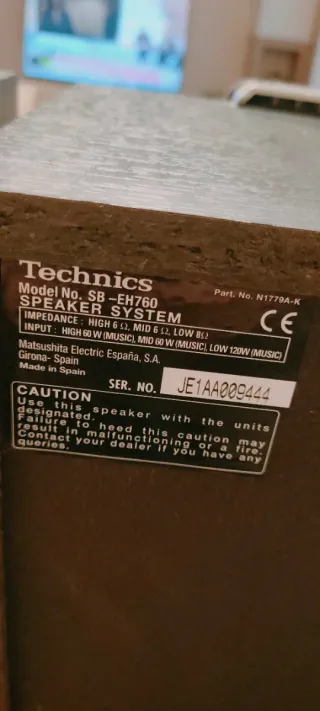 Technics
Part. No. N1779A-K
Model No. SB-EH760
SPEAKER SYSTEM
IMPEDANCE: HIGH 6 Ω, MID 6 Ω, LOW 8Ω
INPUT: HIGH 60 W (MUSIC), MID 60 W (MUSIC), LOW 120W (MUSIC)
CE
Matsushita Electric España, S.A.
Girona- Spain
Made in Spain
SER. NO. JE1AA009444
CAUTION
Use this speaker with the units
designated.
Failure to heed this caution may
result in malfunctioning or a fire.
Contact your dealer if you have any
queries.